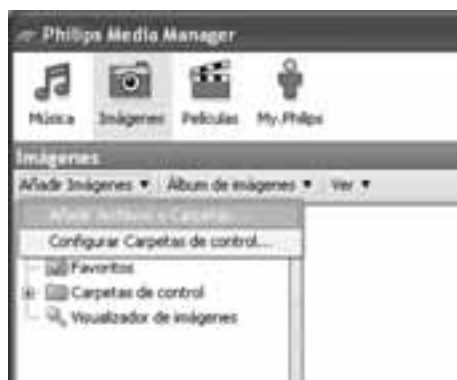 Philips Media Manager
Música Imágenes Películas My.Philips
Imágenes
Añadir Imágenes ▼ Álbum de imágenes ▼ Ver ▼
Añadir Archivos o Carpetas...
Configurar Carpetas de control...
Favoritos
Carpetas de control
Visualizador de imágenes